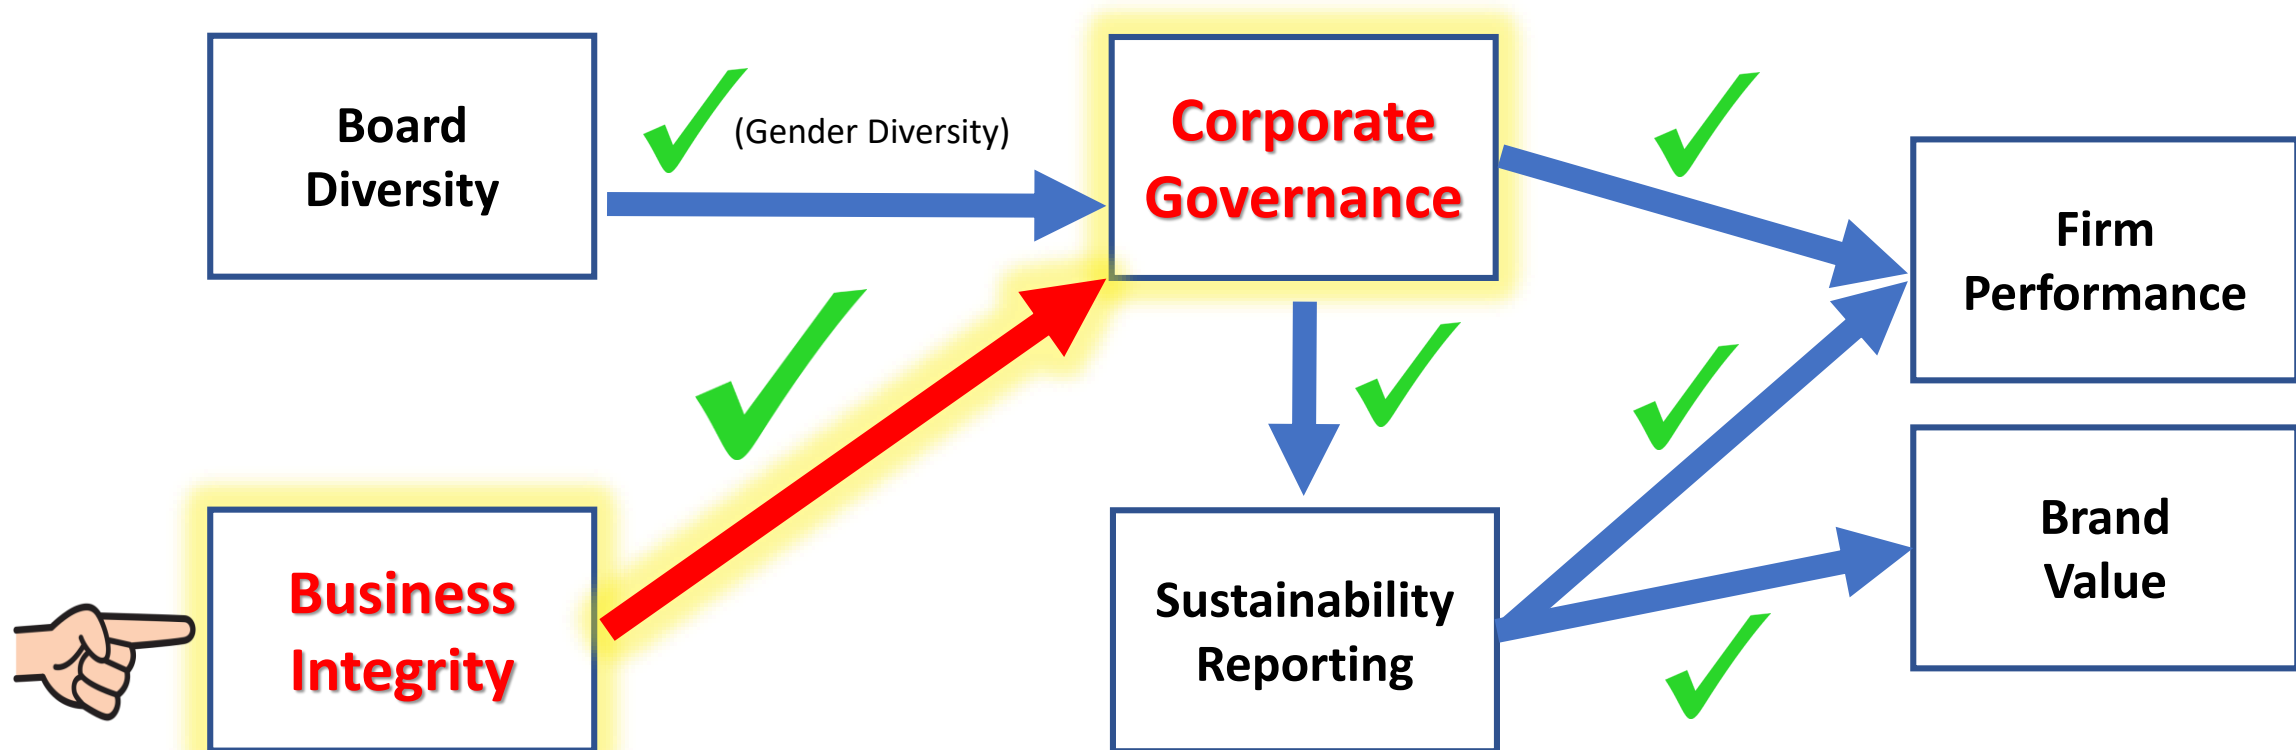 Board
Diversity
(Gender Diversity)
Corporate
Governance
Firm
Performance
Business
Integrity
Sustainability
Reporting
Brand
Value